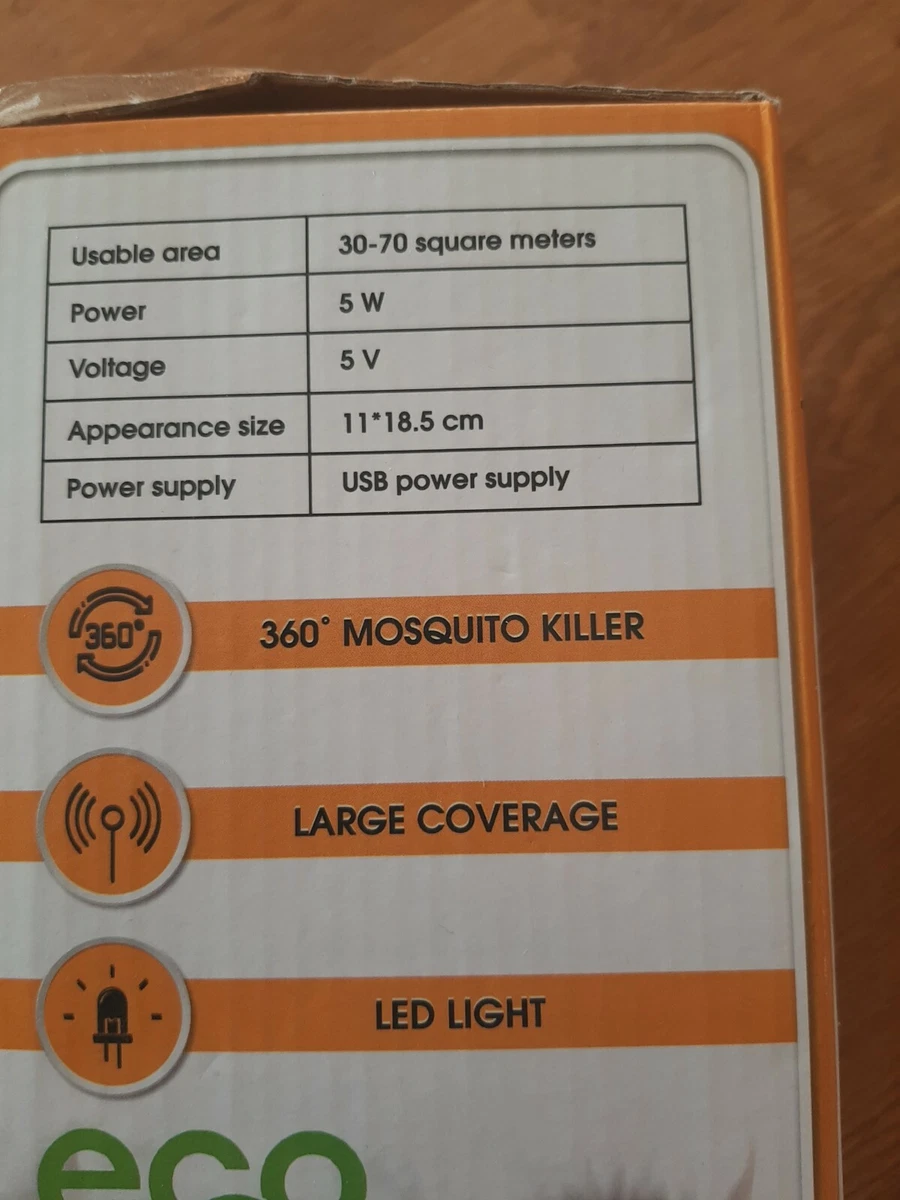 Usable area 30-70 square meters
Power 5 W
Voltage 5 V
Appearance size 11*18.5 cm
Power supply USB power supply
360° 360° MOSQUITO KILLER
LARGE COVERAGE
LED LIGHT
eco